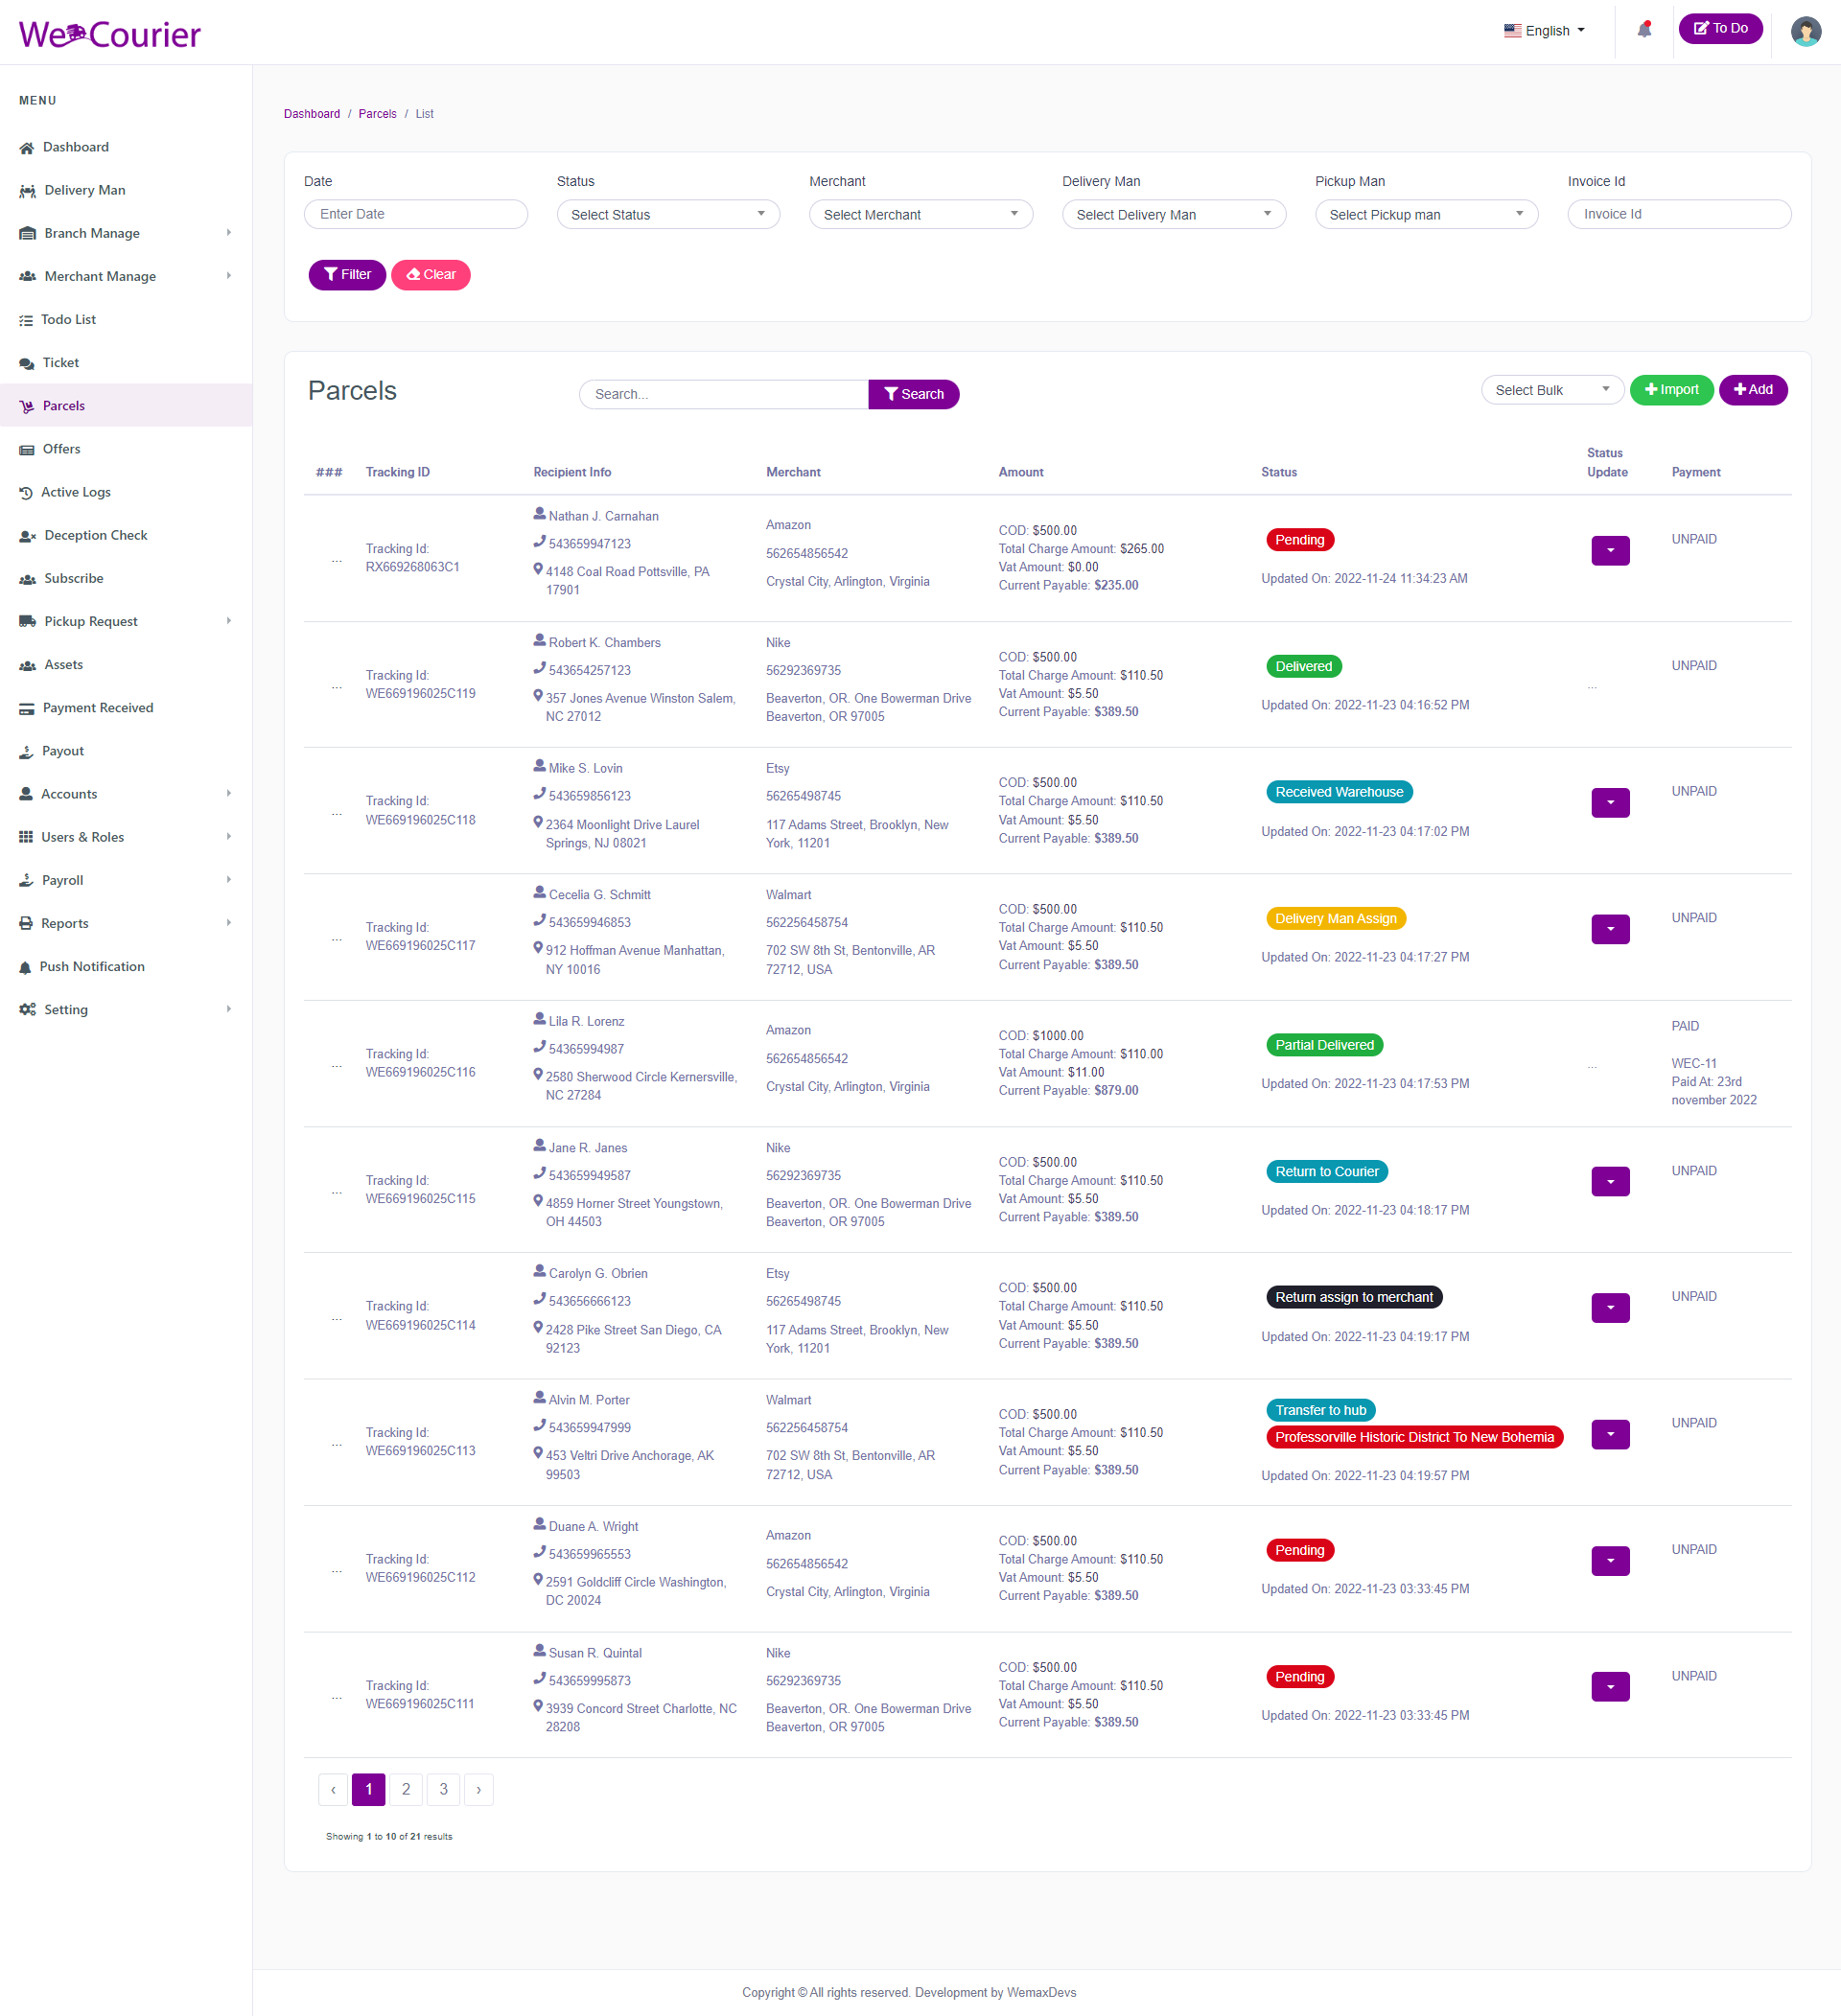 We Courier
English
To Do
MENU
Dashboard
Delivery Man
Branch Manage
Merchant Manage
Todo List
Ticket
Parcels
Offers
Active Logs
Deception Check
Subscribe
Pickup Request
Assets
Payment Received
Payout
Accounts
Users & Roles
Payroll
Reports
Push Notification
Setting
Dashboard / Parcels / List
Date Status Merchant Delivery Man Pickup Man Invoice Id
Enter Date Select Status Select Merchant Select Delivery Man Select Pickup man Invoice Id
Filter Clear
Parcels Search... Search Select Bulk Import Add
### Tracking ID Recipient Info Merchant Amount Status Status Update Payment
...
Tracking Id:
RX669268063C1
Nathan J. Carnahan
543659947123
4148 Coal Road Pottsville, PA
17901
Amazon
562654856542
Crystal City, Arlington, Virginia
COD: $500.00
Total Charge Amount: $265.00
Vat Amount: $0.00
Current Payable: $235.00
Pending
Updated On: 2022-11-24 11:34:23 AM
UNPAID
...
Tracking Id:
WE669196025C119
Robert K. Chambers
543654257123
357 Jones Avenue Winston Salem,
NC 27012
Nike
56292369735
Beaverton, OR. One Bowerman Drive
Beaverton, OR 97005
COD: $500.00
Total Charge Amount: $110.50
Vat Amount: $5.50
Current Payable: $389.50
Delivered
Updated On: 2022-11-23 04:16:52 PM
...
UNPAID
...
Tracking Id:
WE669196025C118
Mike S. Lovin
543659856123
2364 Moonlight Drive Laurel
Springs, NJ 08021
Etsy
56265498745
117 Adams Street, Brooklyn, New
York, 11201
COD: $500.00
Total Charge Amount: $110.50
Vat Amount: $5.50
Current Payable: $389.50
Received Warehouse
Updated On: 2022-11-23 04:17:02 PM
UNPAID
...
Tracking Id:
WE669196025C117
Cecelia G. Schmitt
543659946853
912 Hoffman Avenue Manhattan,
NY 10016
Walmart
562256458754
702 SW 8th St, Bentonville, AR
72712, USA
COD: $500.00
Total Charge Amount: $110.50
Vat Amount: $5.50
Current Payable: $389.50
Delivery Man Assign
Updated On: 2022-11-23 04:17:27 PM
UNPAID
...
Tracking Id:
WE669196025C116
Lila R. Lorenz
54365994987
2580 Sherwood Circle Kernersville,
NC 27284
Amazon
562654856542
Crystal City, Arlington, Virginia
COD: $1000.00
Total Charge Amount: $110.00
Vat Amount: $11.00
Current Payable: $879.00
Partial Delivered
Updated On: 2022-11-23 04:17:53 PM
...
PAID
WEC-11
Paid At: 23rd
november 2022
...
Tracking Id:
WE669196025C115
Jane R. Janes
543659949587
4859 Horner Street Youngstown,
OH 44503
Nike
56292369735
Beaverton, OR. One Bowerman Drive
Beaverton, OR 97005
COD: $500.00
Total Charge Amount: $110.50
Vat Amount: $5.50
Current Payable: $389.50
Return to Courier
Updated On: 2022-11-23 04:18:17 PM
UNPAID
...
Tracking Id:
WE669196025C114
Carolyn G. Obrien
543656666123
2428 Pike Street San Diego, CA
92123
Etsy
56265498745
117 Adams Street, Brooklyn, New
York, 11201
COD: $500.00
Total Charge Amount: $110.50
Vat Amount: $5.50
Current Payable: $389.50
Return assign to merchant
Updated On: 2022-11-23 04:19:17 PM
UNPAID
...
Tracking Id:
WE669196025C113
Alvin M. Porter
543659947999
453 Veltri Drive Anchorage, AK
99503
Walmart
562256458754
702 SW 8th St, Bentonville, AR
72712, USA
COD: $500.00
Total Charge Amount: $110.50
Vat Amount: $5.50
Current Payable: $389.50
Transfer to hub
Professorville Historic District To New Bohemia
Updated On: 2022-11-23 04:19:57 PM
UNPAID
...
Tracking Id:
WE669196025C112
Duane A. Wright
543659965553
2591 Goldcliff Circle Washington,
DC 20024
Amazon
562654856542
Crystal City, Arlington, Virginia
COD: $500.00
Total Charge Amount: $110.50
Vat Amount: $5.50
Current Payable: $389.50
Pending
Updated On: 2022-11-23 03:33:45 PM
UNPAID
...
Tracking Id:
WE669196025C111
Susan R. Quintal
543659995873
3939 Concord Street Charlotte, NC
28208
Nike
56292369735
Beaverton, OR. One Bowerman Drive
Beaverton, OR 97005
COD: $500.00
Total Charge Amount: $110.50
Vat Amount: $5.50
Current Payable: $389.50
Pending
Updated On: 2022-11-23 03:33:45 PM
UNPAID
‹ 1 2 3 ›
Showing 1 to 10 of 21 results
Copyright © All rights reserved. Development by WemaxDevs